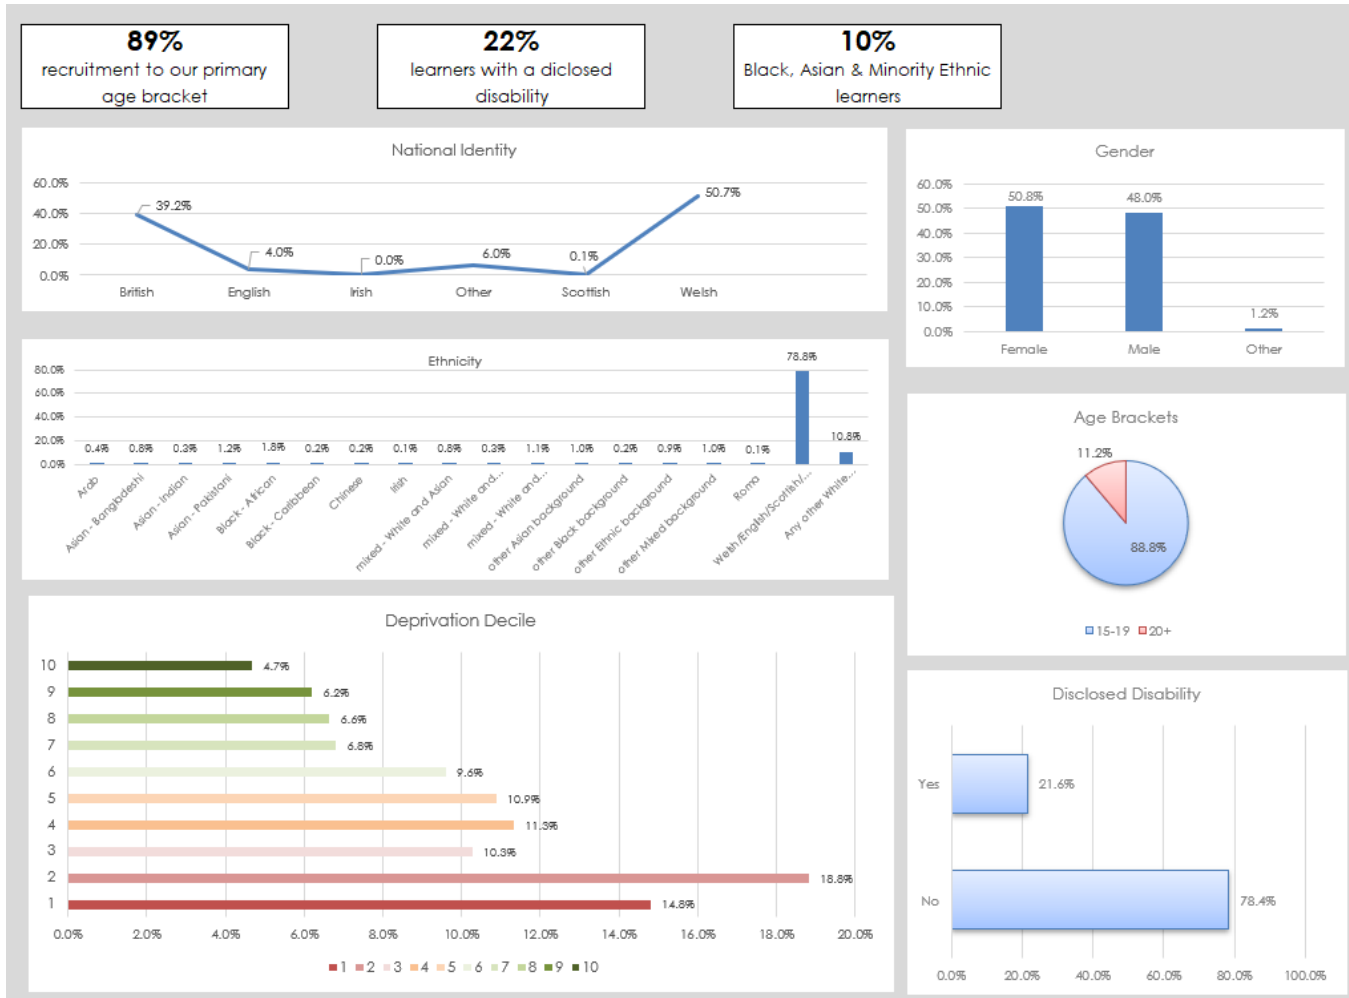 89%
recruitment to our primary
age bracket
22%
learners with a diclosed
disability
10%
Black, Asian & Minority Ethnic
learners
National Identity
60.0%
40.0%
20.0%
0.0%
39.2%
4.0%
0.0%
6.0%
0.1%
50.7%
British English Irish Other Scottish Welsh
Gender
60.0%
50.0%
40.0%
30.0%
20.0%
10.0%
0.0%
50.8%
48.0%
1.2%
Female Male Other
Ethnicity
80.0%
60.0%
40.0%
20.0%
0.0%
0.4% 0.8% 0.3% 1.2% 1.8% 0.2% 0.2% 0.1% 0.8% 0.3% 1.1% 1.0% 0.2% 0.9% 1.0% 0.1% 78.8% 10.8%
Arab
Asian - Bangladeshi
Asian - Indian
Asian - Pakistani
Black - African
Black - Caribbean
Chinese
Irish
mixed - White and Asian
mixed - White and...
mixed - White and...
other Asian background
other Black background
other Ethnic background
other Mixed background
Roma
Welsh/English/Scottish/...
Any other White...
Age Brackets
11.2%
88.8%
15-19 20+
Deprivation Decile
10 4.7%
9 6.2%
8 6.6%
7 6.8%
6 9.6%
5 10.9%
4 11.3%
3 10.3%
2 18.8%
1 14.8%
0.0% 2.0% 4.0% 6.0% 8.0% 10.0% 12.0% 14.0% 16.0% 18.0% 20.0%
1 2 3 4 5 6 7 8 9 10
Disclosed Disability
Yes 21.6%
No 78.4%
0.0% 20.0% 40.0% 60.0% 80.0% 100.0%